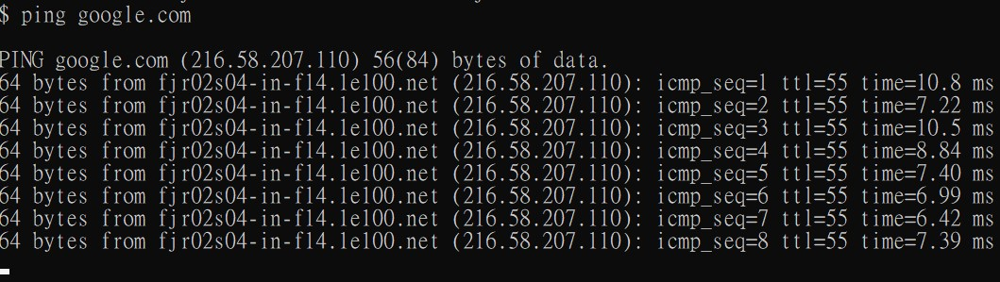 $ ping google.com
PING google.com (216.58.207.110) 56(84) bytes of data.
64 bytes from fjr02s04-in-f14.1e100.net (216.58.207.110): icmp_seq=1 ttl=55 time=10.8 ms
64 bytes from fjr02s04-in-f14.1e100.net (216.58.207.110): icmp_seq=2 ttl=55 time=7.22 ms
64 bytes from fjr02s04-in-f14.1e100.net (216.58.207.110): icmp_seq=3 ttl=55 time=10.5 ms
64 bytes from fjr02s04-in-f14.1e100.net (216.58.207.110): icmp_seq=4 ttl=55 time=8.84 ms
64 bytes from fjr02s04-in-f14.1e100.net (216.58.207.110): icmp_seq=5 ttl=55 time=7.40 ms
64 bytes from fjr02s04-in-f14.1e100.net (216.58.207.110): icmp_seq=6 ttl=55 time=6.99 ms
64 bytes from fjr02s04-in-f14.1e100.net (216.58.207.110): icmp_seq=7 ttl=55 time=6.42 ms
64 bytes from fjr02s04-in-f14.1e100.net (216.58.207.110): icmp_seq=8 ttl=55 time=7.39 ms